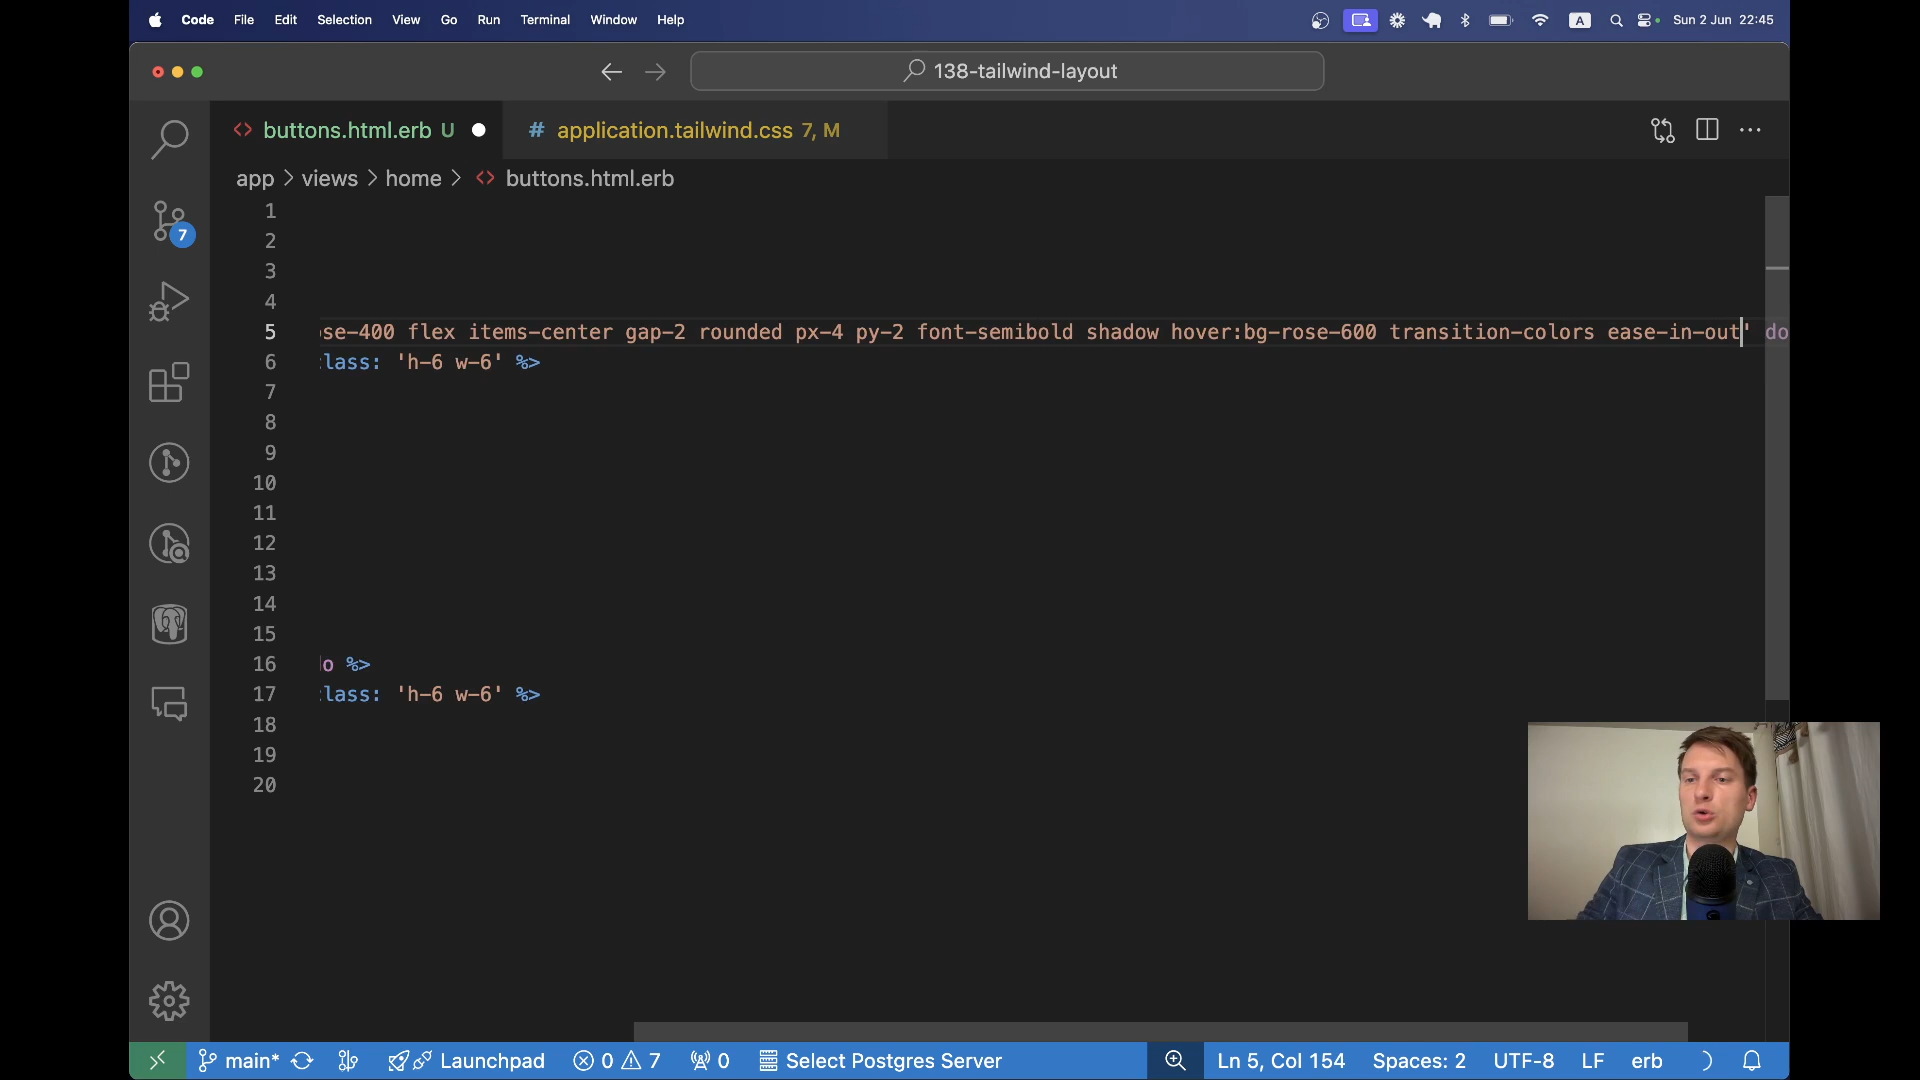 Code File Edit Selection View Go Run Terminal Window Help A Sun 2 Jun 22:45
138-tailwind-layout
buttons.html.erb U application.tailwind.css 7, M
app > views > home > buttons.html.erb
7
1
2
3
4
5 ose-400 flex items-center gap-2 rounded px-4 py-2 font-semibold shadow hover:bg-rose-600 transition-colors ease-in-out' do
6 class: 'h-6 w-6' %>
7
8
9
10
11
12
13
14
15
16 do %>
17 class: 'h-6 w-6' %>
18
19
20
main* Launchpad 0 7 0 Select Postgres Server Ln 5, Col 154 Spaces: 2 UTF-8 LF erb